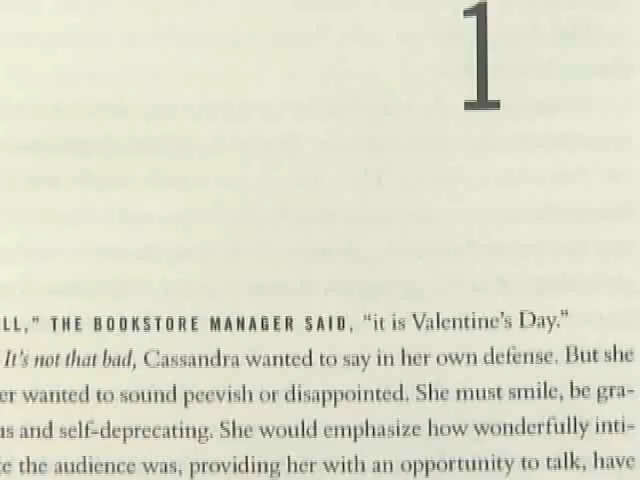 1
LL," THE BOOKSTORE MANAGER SAID, "it is Valentine's Day."
It's not that bad, Cassandra wanted to say in her own defense. But she
er wanted to sound peevish or disappointed. She must smile, be gra-
us and self-deprecating. She would emphasize how wonderfully inti-
te the audience was, providing her with an opportunity to talk, have